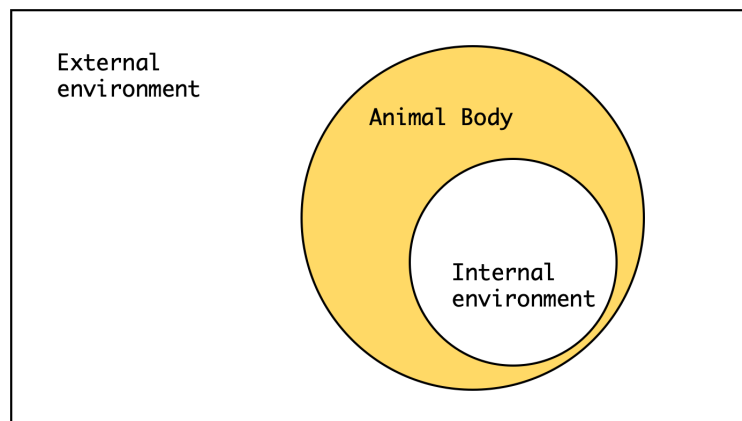 External
environment
Animal Body
Internal
environment